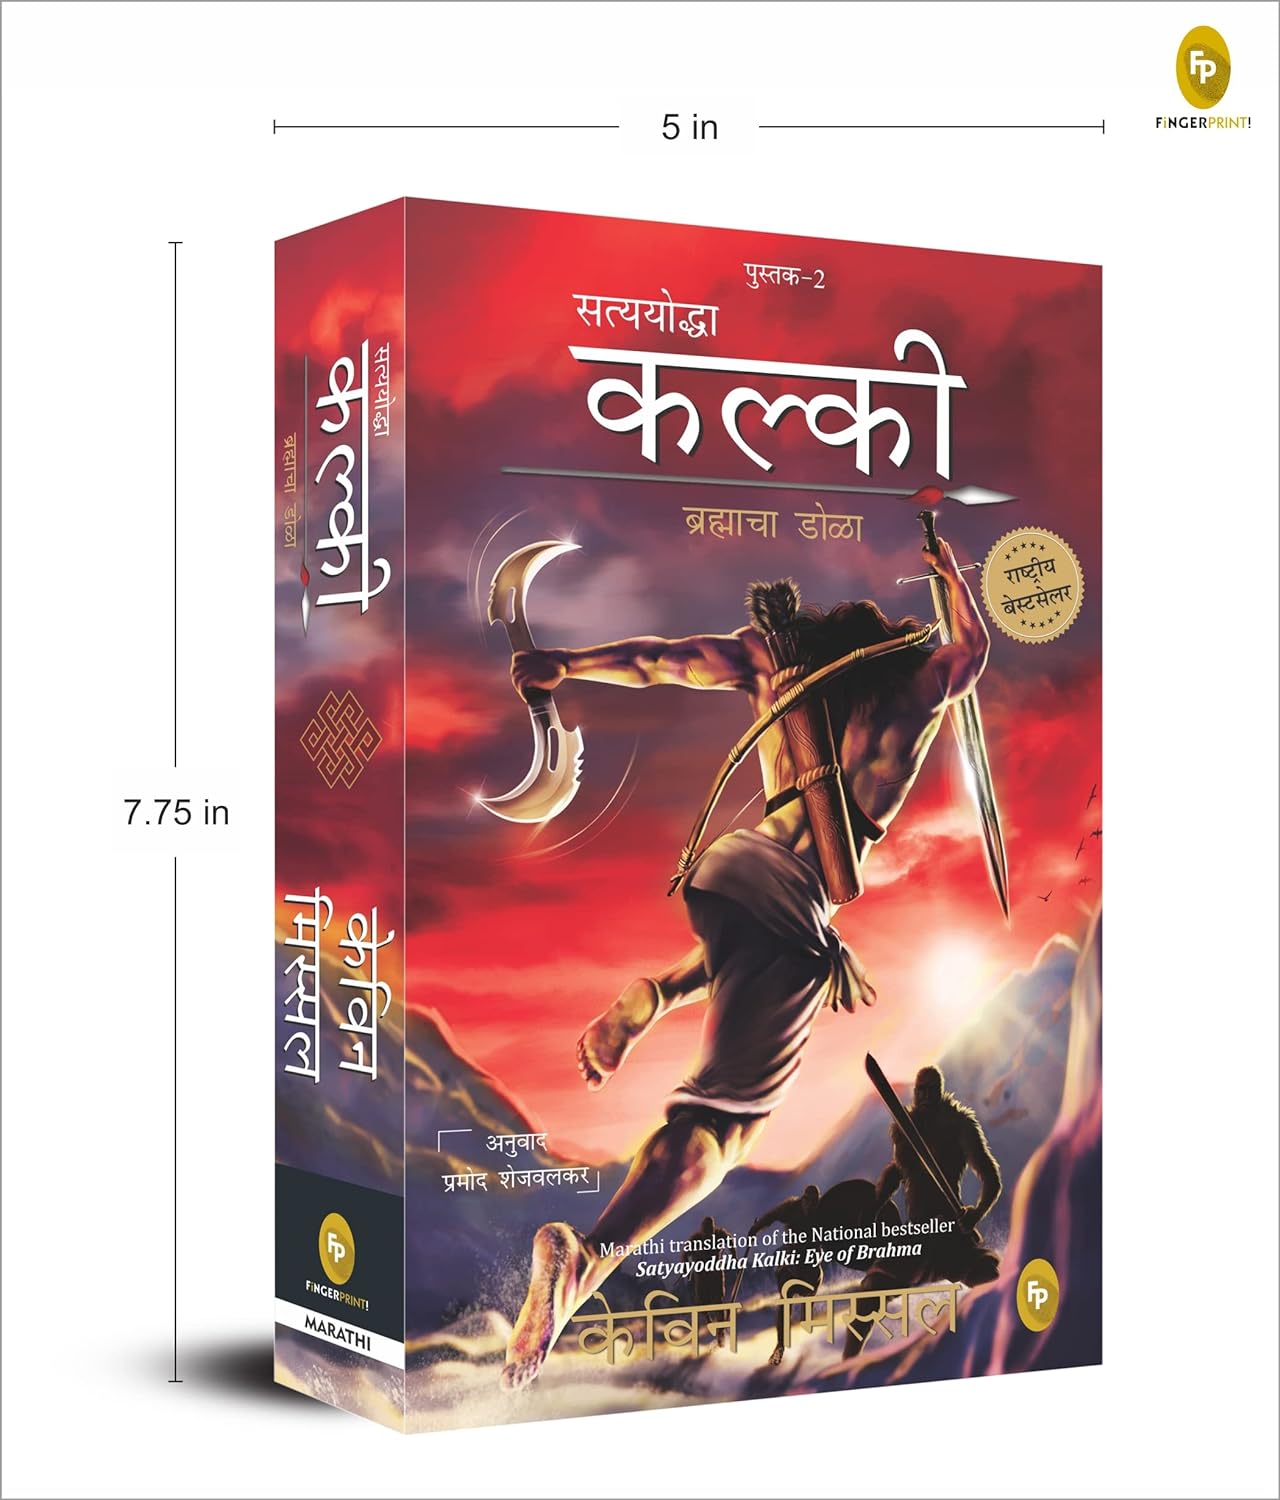 FP
FiNGERPRINT!
5 in
7.75 in
पुस्तक-2
सत्ययोद्धा
कल्की
ब्रह्माचा डोळा
राष्ट्रीय
बेस्टसेलर
अनुवाद
प्रमोद शेजवलकर
Marathi translation of the National bestseller
Satyayoddha Kalki: Eye of Brahma
केविन मिस्सल
FP
सत्ययोद्धा
कल्की
ब्रह्माचा डोळा
केविन
मिस्सल
FP
FiNGERPRINT!
MARATHI